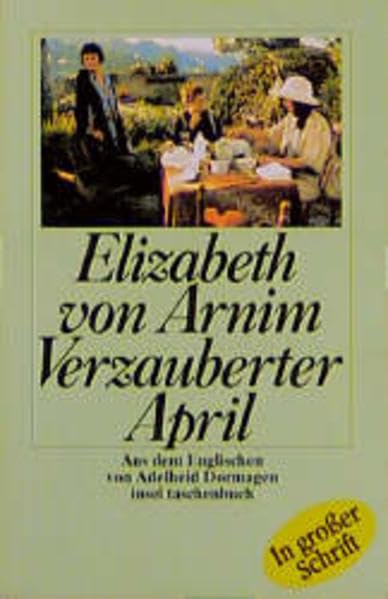 Elizabeth
von Arnim
Verzauberter
April
Aus dem Englischen
von Adelheid Dormagen
insel taschenbuch
In großer
Schrift